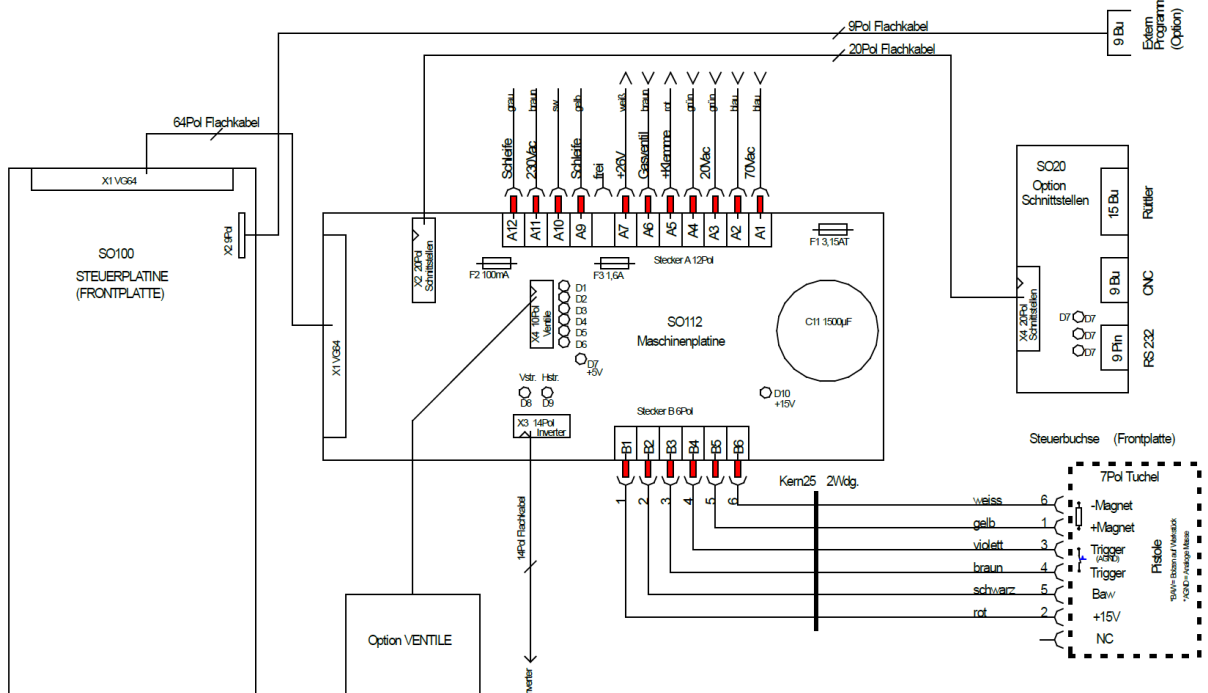 9Pol Flachkabel
20Pol Flachkabel
9 Bu
Extern
Programm
(Option)
64Pol Flachkabel
X1 VG64
X2 9Pol
SO100
STEUERPLATINE
(FRONTPLATTE)
grau
braun
sw
gelb
weiß
braun
rot
grün
grün
blau
blau
Schleife
230Vac
Schleife
frei
+26V
Gasventil
+Klemme
20Vac
70Vac
A12
A11
A10
A9
A7
A6
A5
A4
A3
A2
A1
Stecker A 12Pol
F1 3,15AT
F2 100mA
F3 1,6A
X2 20Pol
Schnittstellen
X1 VG64
X4 10Pol
Ventile
D1
D2
D3
D4
D5
D6
D7
+5V
SO112
Maschinenplatine
C11 1500µF
D10
+15V
Vstr.
Hstr.
D8
D9
X3 14Pol
Inverter
Stecker B 6Pol
B1
B2
B3
B4
B5
B6
1
2
3
4
5
6
14Pol Flachkabel
Option VENTILE
SO20
Option
Schnittstellen
15 Bu
Rüttler
9 Bu
CNC
9 Pin
RS 232
X4 20Pol
Schnittstellen
D7
D7
D7
D7
Steuerbuchse (Frontplatte)
7Pol Tuchel
Kern25 2Wdg.
weiss 6 -Magnet
gelb 1 +Magnet
violett 3 Trigger
(AGND)
braun 4 Trigger
schwarz 5 Baw
rot 2 +15V
NC
Pistole
*BAW= Bolzen auf Werkstück
*AGND= Analoge Masse